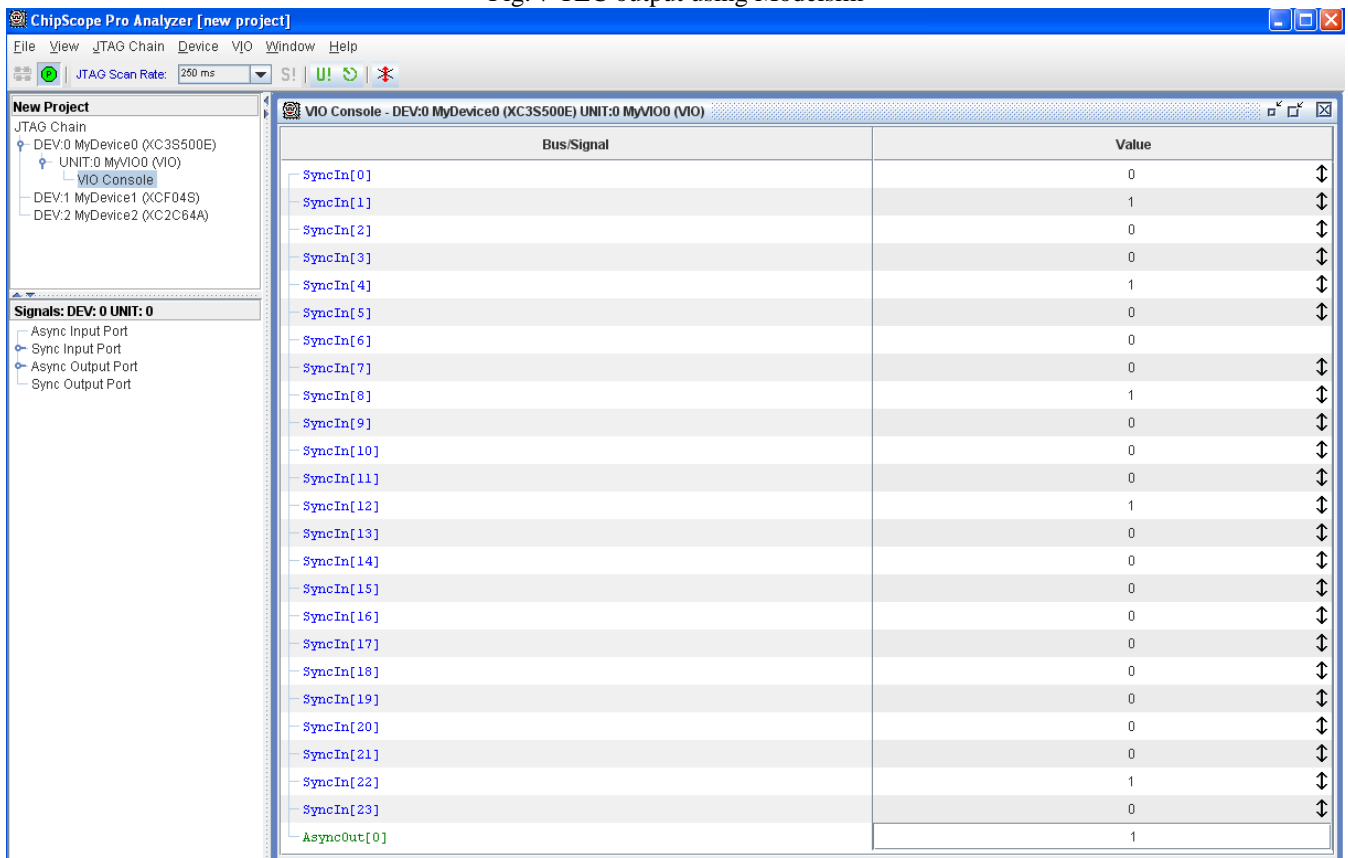 ChipScope Pro Analyzer [new project]
File View JTAG Chain Device VIO Window Help
JTAG Scan Rate: 250 ms S! U!
New Project
JTAG Chain
DEV:0 MyDevice0 (XC3S500E)
UNIT:0 MyVIO0 (VIO)
VIO Console
DEV:1 MyDevice1 (XCF04S)
DEV:2 MyDevice2 (XC2C64A)
Signals: DEV: 0 UNIT: 0
Async Input Port
Sync Input Port
Async Output Port
Sync Output Port
VIO Console - DEV:0 MyDevice0 (XC3S500E) UNIT:0 MyVIO0 (VIO)
Bus/Signal Value
SyncIn[0] 0
SyncIn[1] 1
SyncIn[2] 0
SyncIn[3] 0
SyncIn[4] 1
SyncIn[5] 0
SyncIn[6] 0
SyncIn[7] 0
SyncIn[8] 1
SyncIn[9] 0
SyncIn[10] 0
SyncIn[11] 0
SyncIn[12] 1
SyncIn[13] 0
SyncIn[14] 0
SyncIn[15] 0
SyncIn[16] 0
SyncIn[17] 0
SyncIn[18] 0
SyncIn[19] 0
SyncIn[20] 0
SyncIn[21] 0
SyncIn[22] 1
SyncIn[23] 0
AsyncOut[0] 1